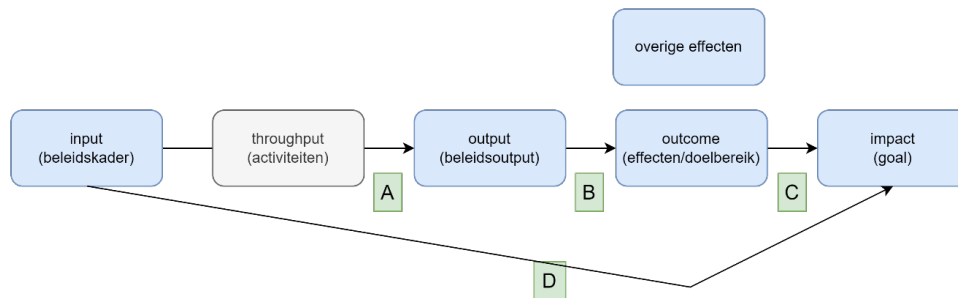 overige effecten
input
(beleidskader)
throughput
(activiteiten)
output
(beleidsoutput)
outcome
(effecten/doelbereik)
impact
(goal)
A
B
C
D